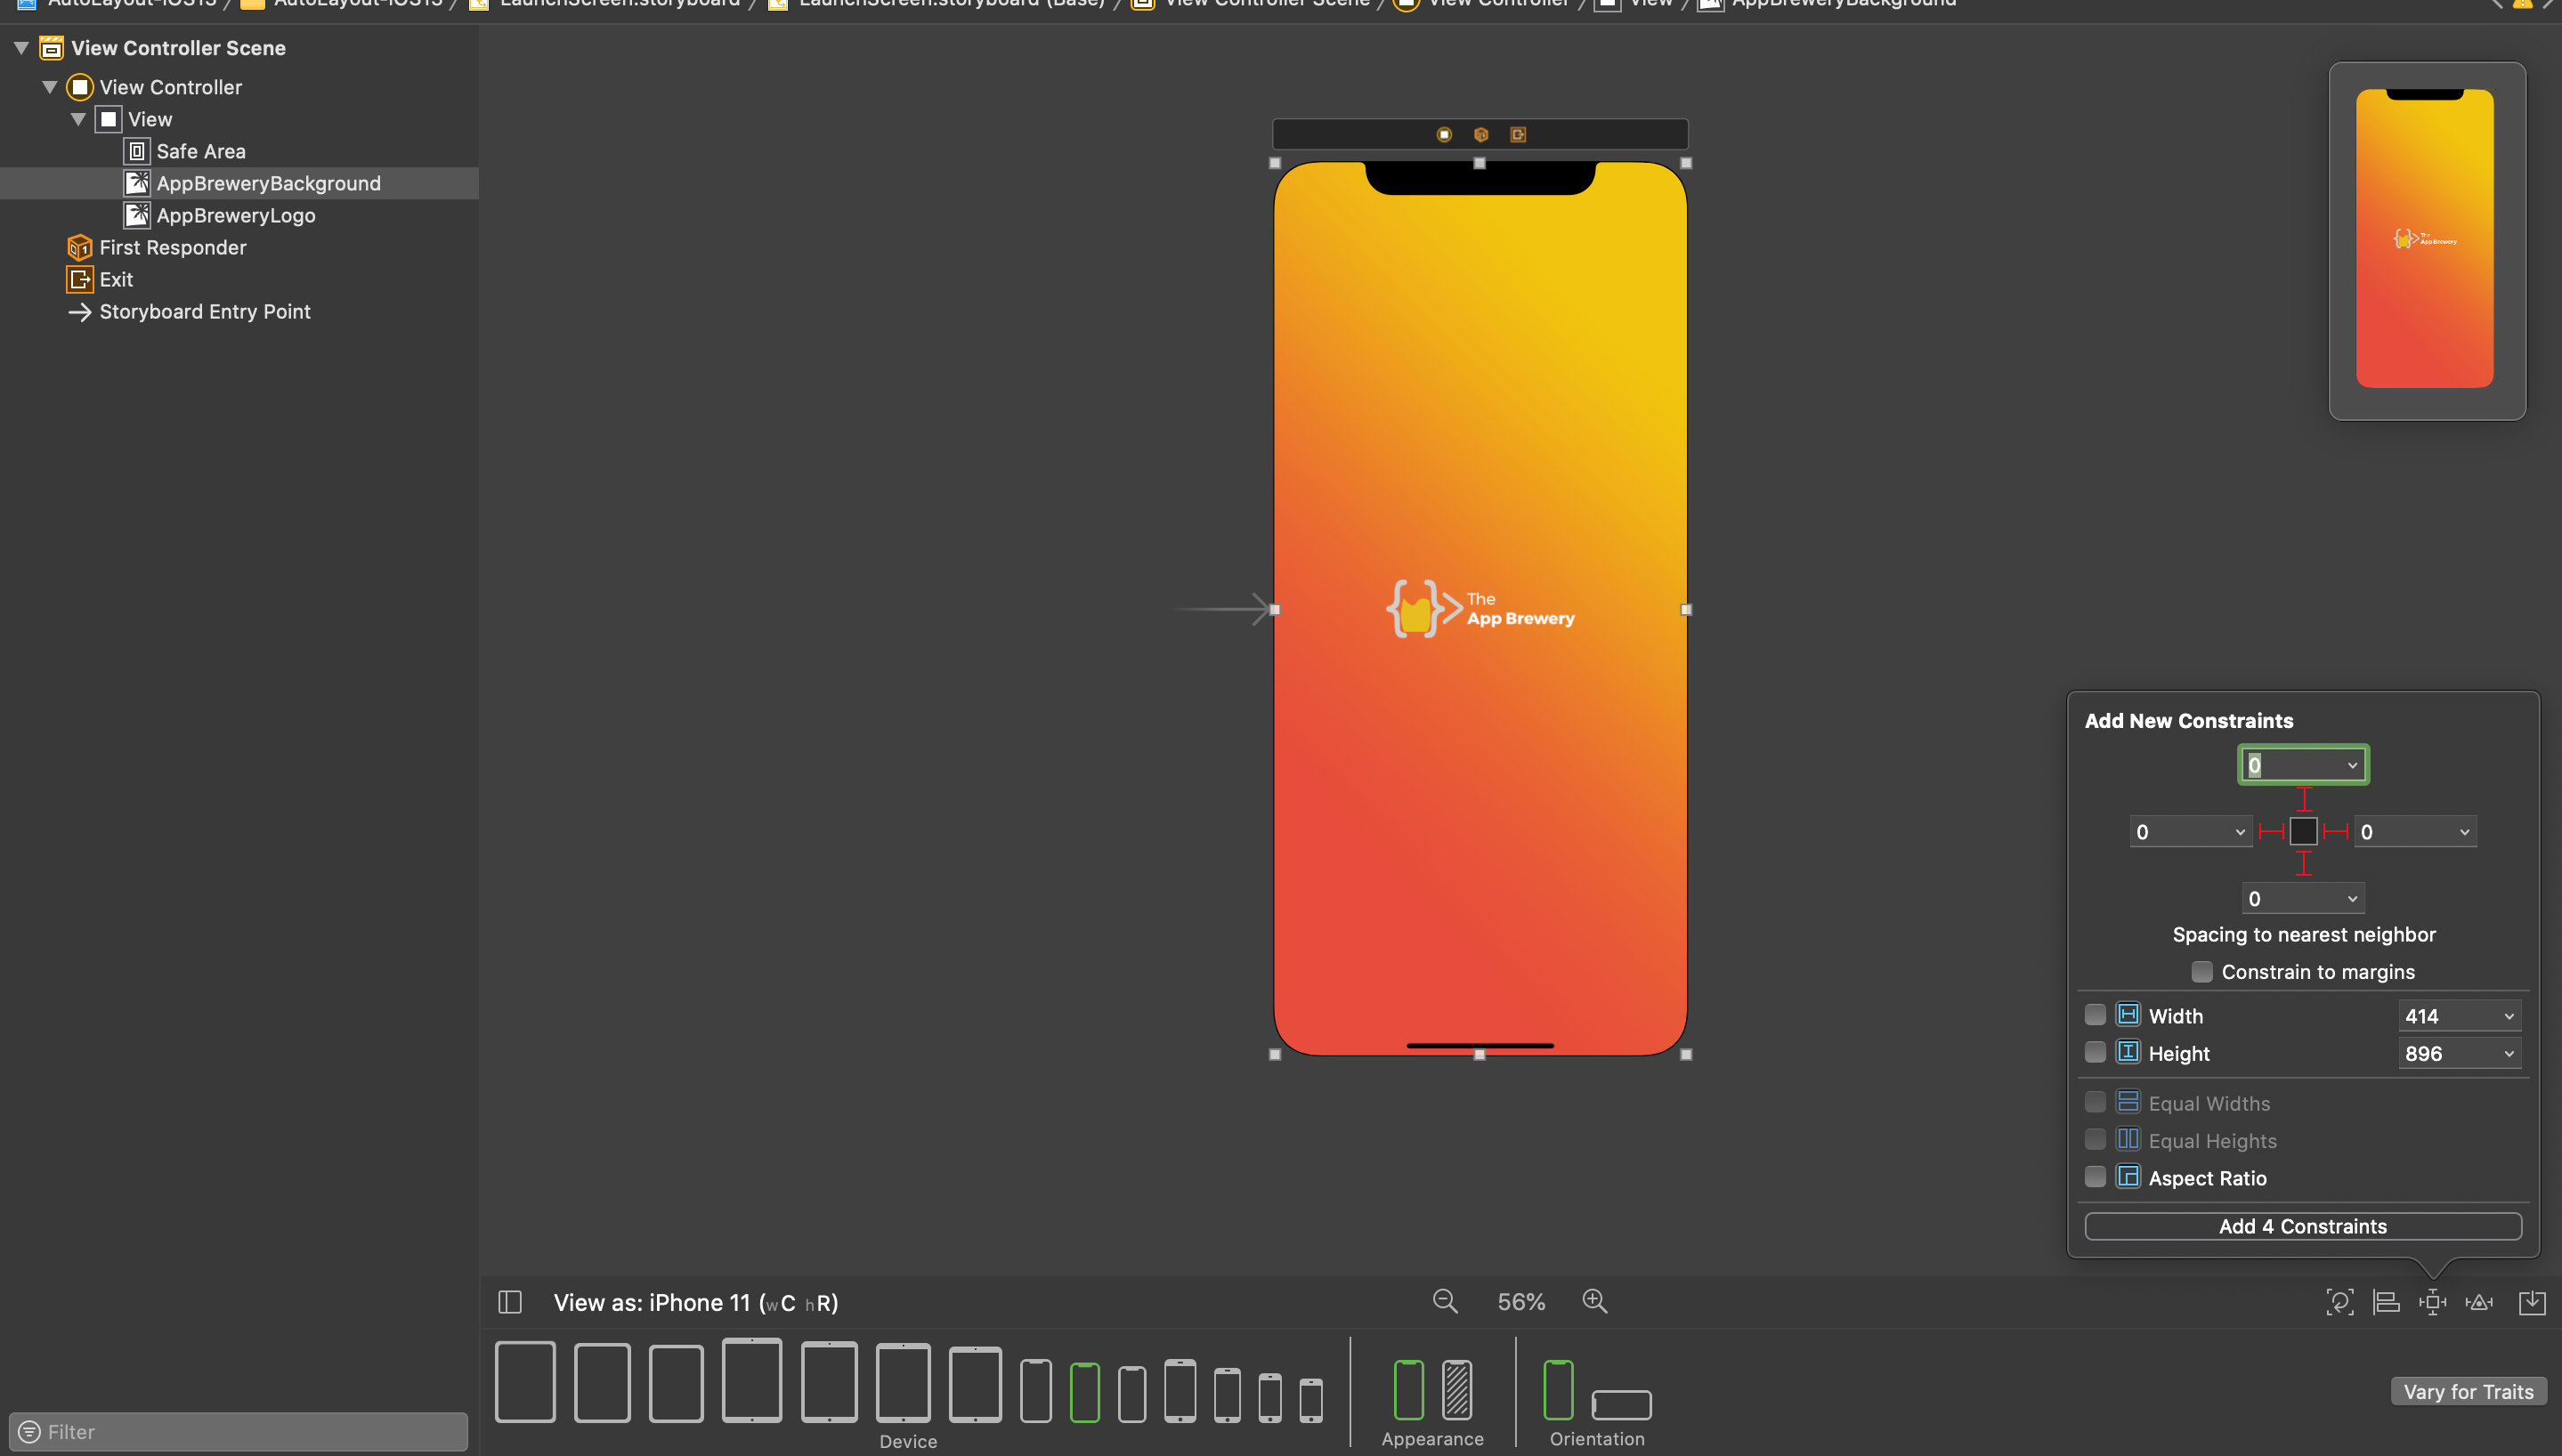 AutoLayout-iOS13
AutoLayout-iOS13
LaunchScreen.storyboard
LaunchScreen.storyboard (Base)
View Controller Scene
View Controller
View
AppBreweryBackground
View Controller Scene
View Controller
View
Safe Area
AppBreweryBackground
AppBreweryLogo
First Responder
Exit
Storyboard Entry Point
The
App Brewery
The
App Brewery
Add New Constraints
0
0
0
0
Spacing to nearest neighbor
Constrain to margins
Width 414
Height 896
Equal Widths
Equal Heights
Aspect Ratio
Add 4 Constraints
View as: iPhone 11 (wC hR)
56%
Vary for Traits
Filter
Device
Appearance
Orientation